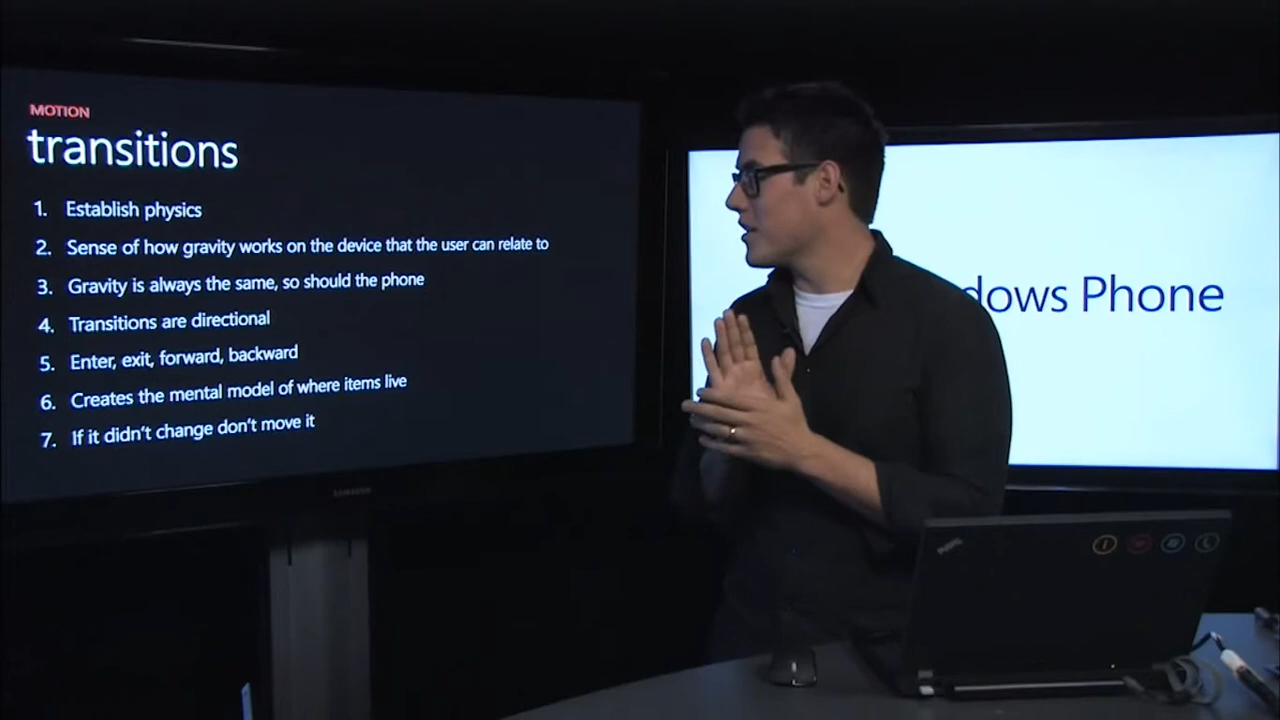 MOTION
transitions
1. Establish physics
2. Sense of how gravity works on the device that the user can relate to
3. Gravity is always the same, so should the phone
4. Transitions are directional
5. Enter, exit, forward, backward
6. Creates the mental model of where items live
7. If it didn't change don't move it
SAMSUNG
dows Phone
ThinkPad